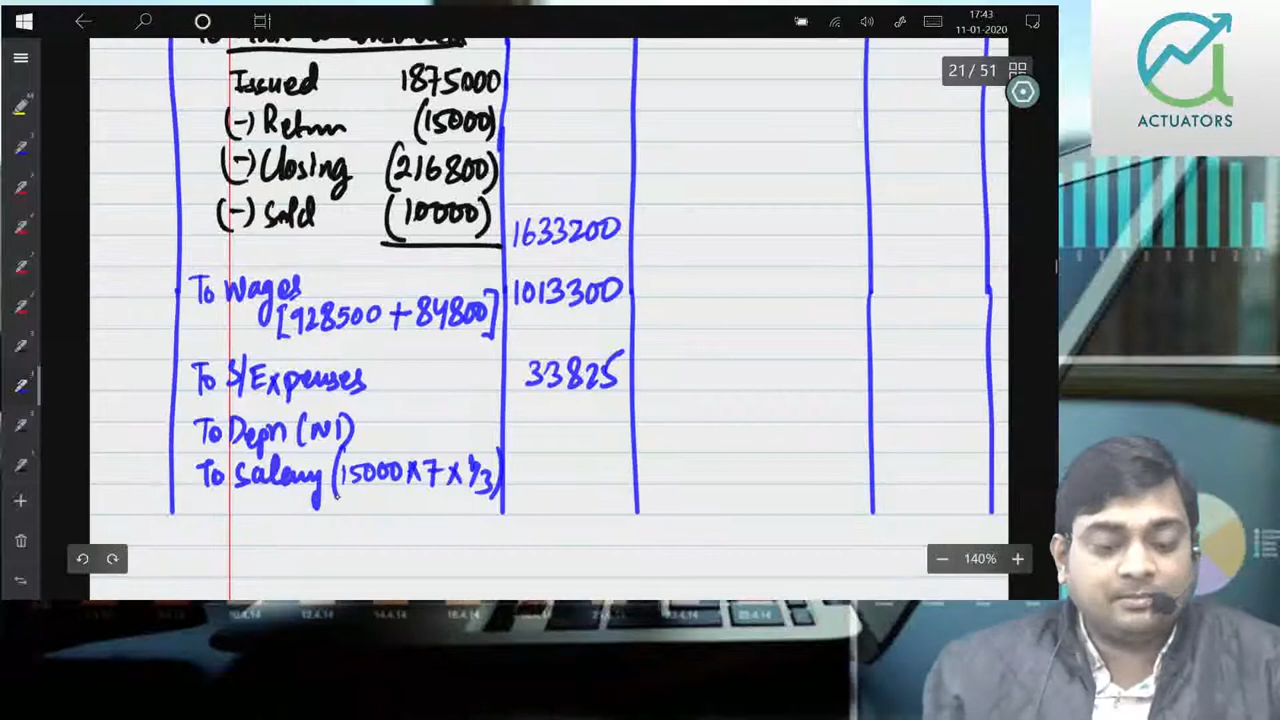 17:43
11-01-2020
21 / 51
ACTUATORS
Issued 1875000
(-) Return (15000)
(-) Closing (216800)
(-) Sold (10000) 1633200
To Wages 1013300
[928500 + 84800]
To S/Expenses 33825
To Depn (N1)
To Salary (15000 x 7 x 1/3)
140%